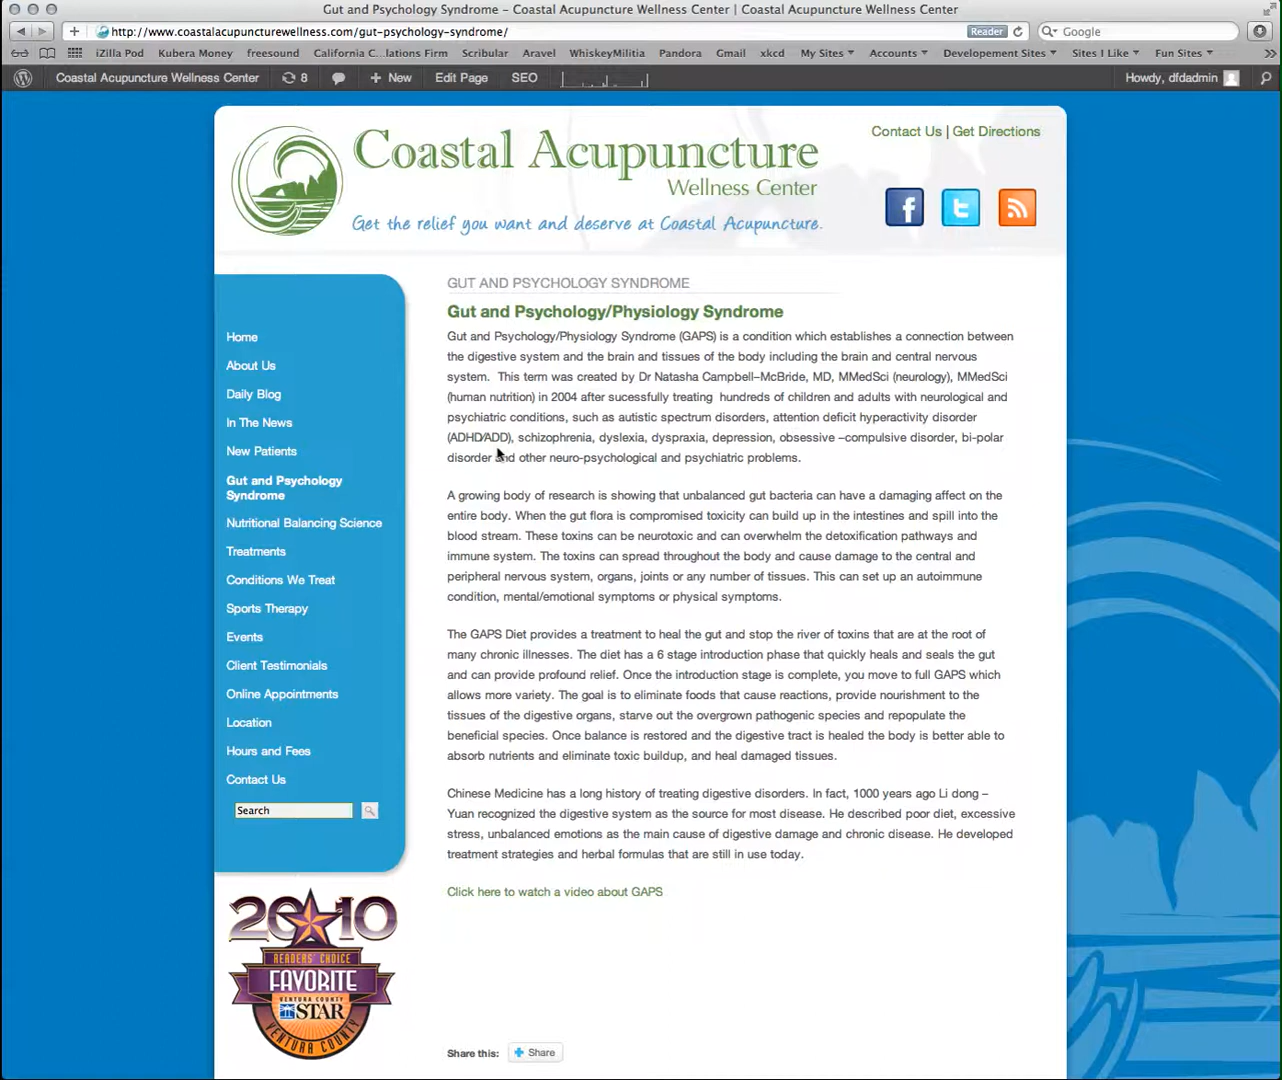 Gut and Psychology Syndrome – Coastal Acupuncture Wellness Center | Coastal Acupuncture Wellness Center
http://www.coastalacupuncturewellness.com/gut-psychology-syndrome/
Reader
Google
iZilla Pod Kubera Money freesound California C...lations Firm Scribular Aravel WhiskeyMilitia Pandora Gmail xkcd My Sites Accounts Development Sites Sites I Like Fun Sites
Coastal Acupuncture Wellness Center 8 + New Edit Page SEO Howdy, dfdadmin
Contact Us | Get Directions
Coastal Acupuncture
Wellness Center
Get the relief you want and deserve at Coastal Acupuncture.
Home
About Us
Daily Blog
In The News
New Patients
Gut and Psychology
Syndrome
Nutritional Balancing Science
Treatments
Conditions We Treat
Sports Therapy
Events
Client Testimonials
Online Appointments
Location
Hours and Fees
Contact Us
Search
2010
READERS' CHOICE
FAVORITE
VENTURA COUNTY
STAR
VENTURA COUNTY
GUT AND PSYCHOLOGY SYNDROME
Gut and Psychology/Physiology Syndrome
Gut and Psychology/Physiology Syndrome (GAPS) is a condition which establishes a connection between
the digestive system and the brain and tissues of the body including the brain and central nervous
system. This term was created by Dr Natasha Campbell–McBride, MD, MMedSci (neurology), MMedSci
(human nutrition) in 2004 after sucessfully treating hundreds of children and adults with neurological and
psychiatric conditions, such as autistic spectrum disorders, attention deficit hyperactivity disorder
(ADHD/ADD), schizophrenia, dyslexia, dyspraxia, depression, obsessive –compulsive disorder, bi-polar
disorder and other neuro-psychological and psychiatric problems.
A growing body of research is showing that unbalanced gut bacteria can have a damaging affect on the
entire body. When the gut flora is compromised toxicity can build up in the intestines and spill into the
blood stream. These toxins can be neurotoxic and can overwhelm the detoxification pathways and
immune system. The toxins can spread throughout the body and cause damage to the central and
peripheral nervous system, organs, joints or any number of tissues. This can set up an autoimmune
condition, mental/emotional symptoms or physical symptoms.
The GAPS Diet provides a treatment to heal the gut and stop the river of toxins that are at the root of
many chronic illnesses. The diet has a 6 stage introduction phase that quickly heals and seals the gut
and can provide profound relief. Once the introduction stage is complete, you move to full GAPS which
allows more variety. The goal is to eliminate foods that cause reactions, provide nourishment to the
tissues of the digestive organs, starve out the overgrown pathogenic species and repopulate the
beneficial species. Once balance is restored and the digestive tract is healed the body is better able to
absorb nutrients and eliminate toxic buildup, and heal damaged tissues.
Chinese Medicine has a long history of treating digestive disorders. In fact, 1000 years ago Li dong –
Yuan recognized the digestive system as the source for most disease. He described poor diet, excessive
stress, unbalanced emotions as the main cause of digestive damage and chronic disease. He developed
treatment strategies and herbal formulas that are still in use today.
Click here to watch a video about GAPS
Share this: Share